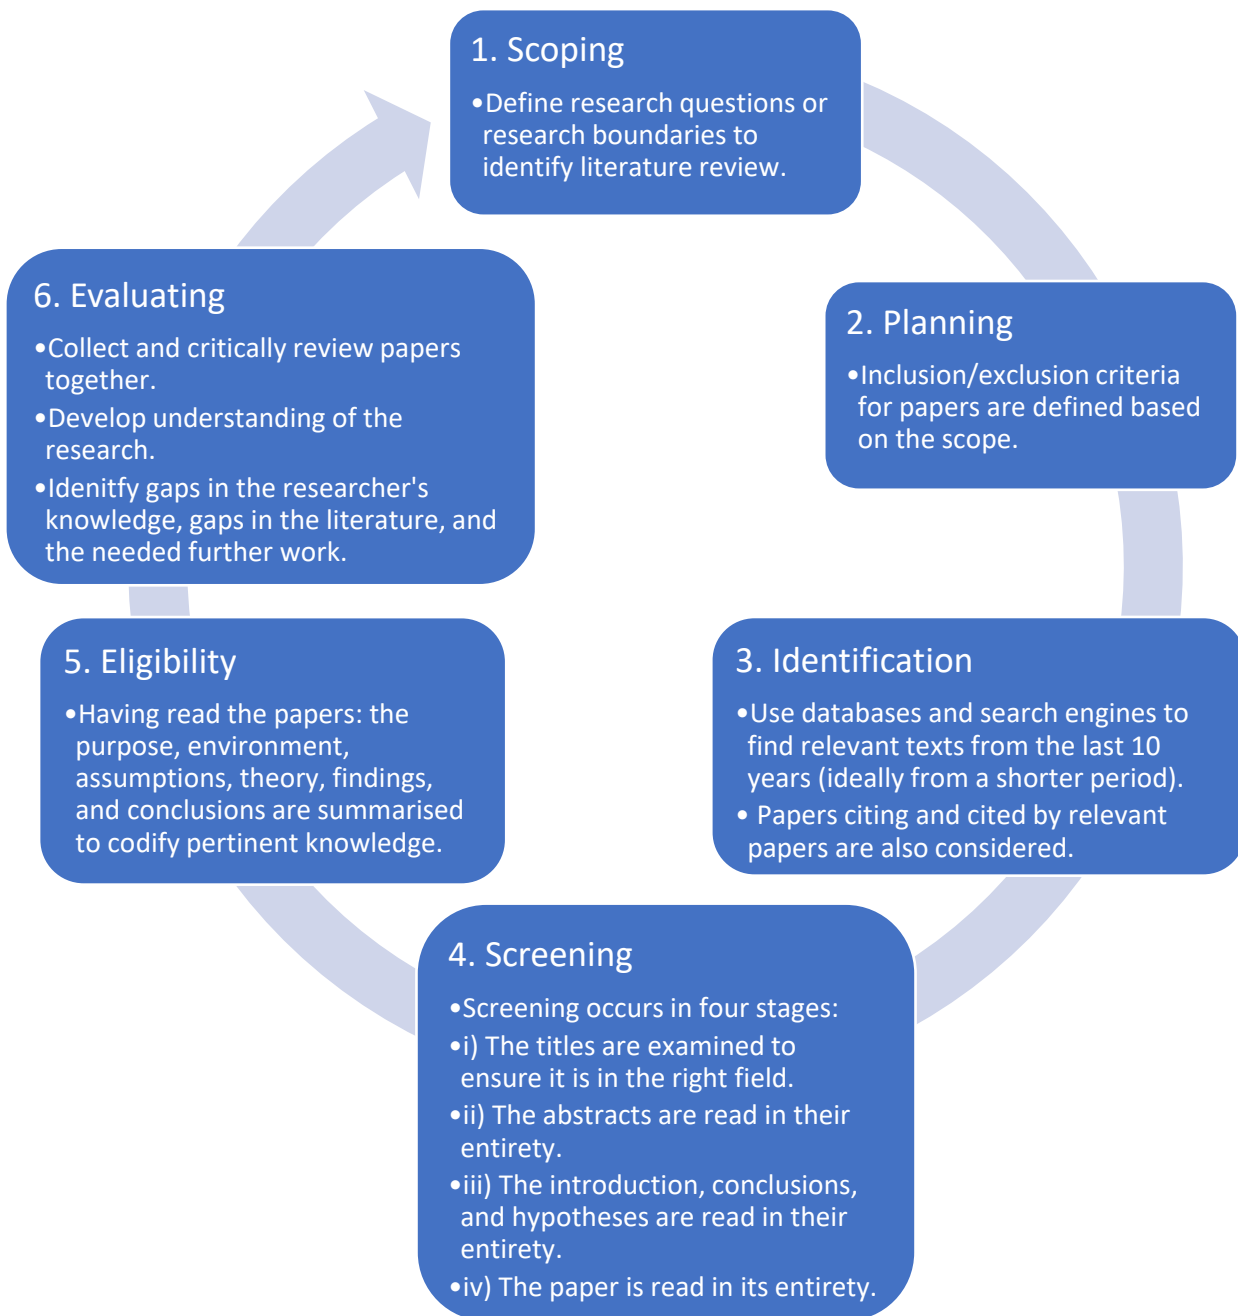 1. Scoping
•Define research questions or
research boundaries to
identify literature review.
2. Planning
•Inclusion/exclusion criteria
for papers are defined based
on the scope.
3. Identification
•Use databases and search engines to
find relevant texts from the last 10
years (ideally from a shorter period).
• Papers citing and cited by relevant
papers are also considered.
4. Screening
•Screening occurs in four stages:
•i) The titles are examined to
ensure it is in the right field.
•ii) The abstracts are read in their
entirety.
•iii) The introduction, conclusions,
and hypotheses are read in their
entirety.
•iv) The paper is read in its entirety.
5. Eligibility
•Having read the papers: the
purpose, environment,
assumptions, theory, findings,
and conclusions are summarised
to codify pertinent knowledge.
6. Evaluating
•Collect and critically review papers
together.
•Develop understanding of the
research.
•Idenitfy gaps in the researcher's
knowledge, gaps in the literature, and
the needed further work.